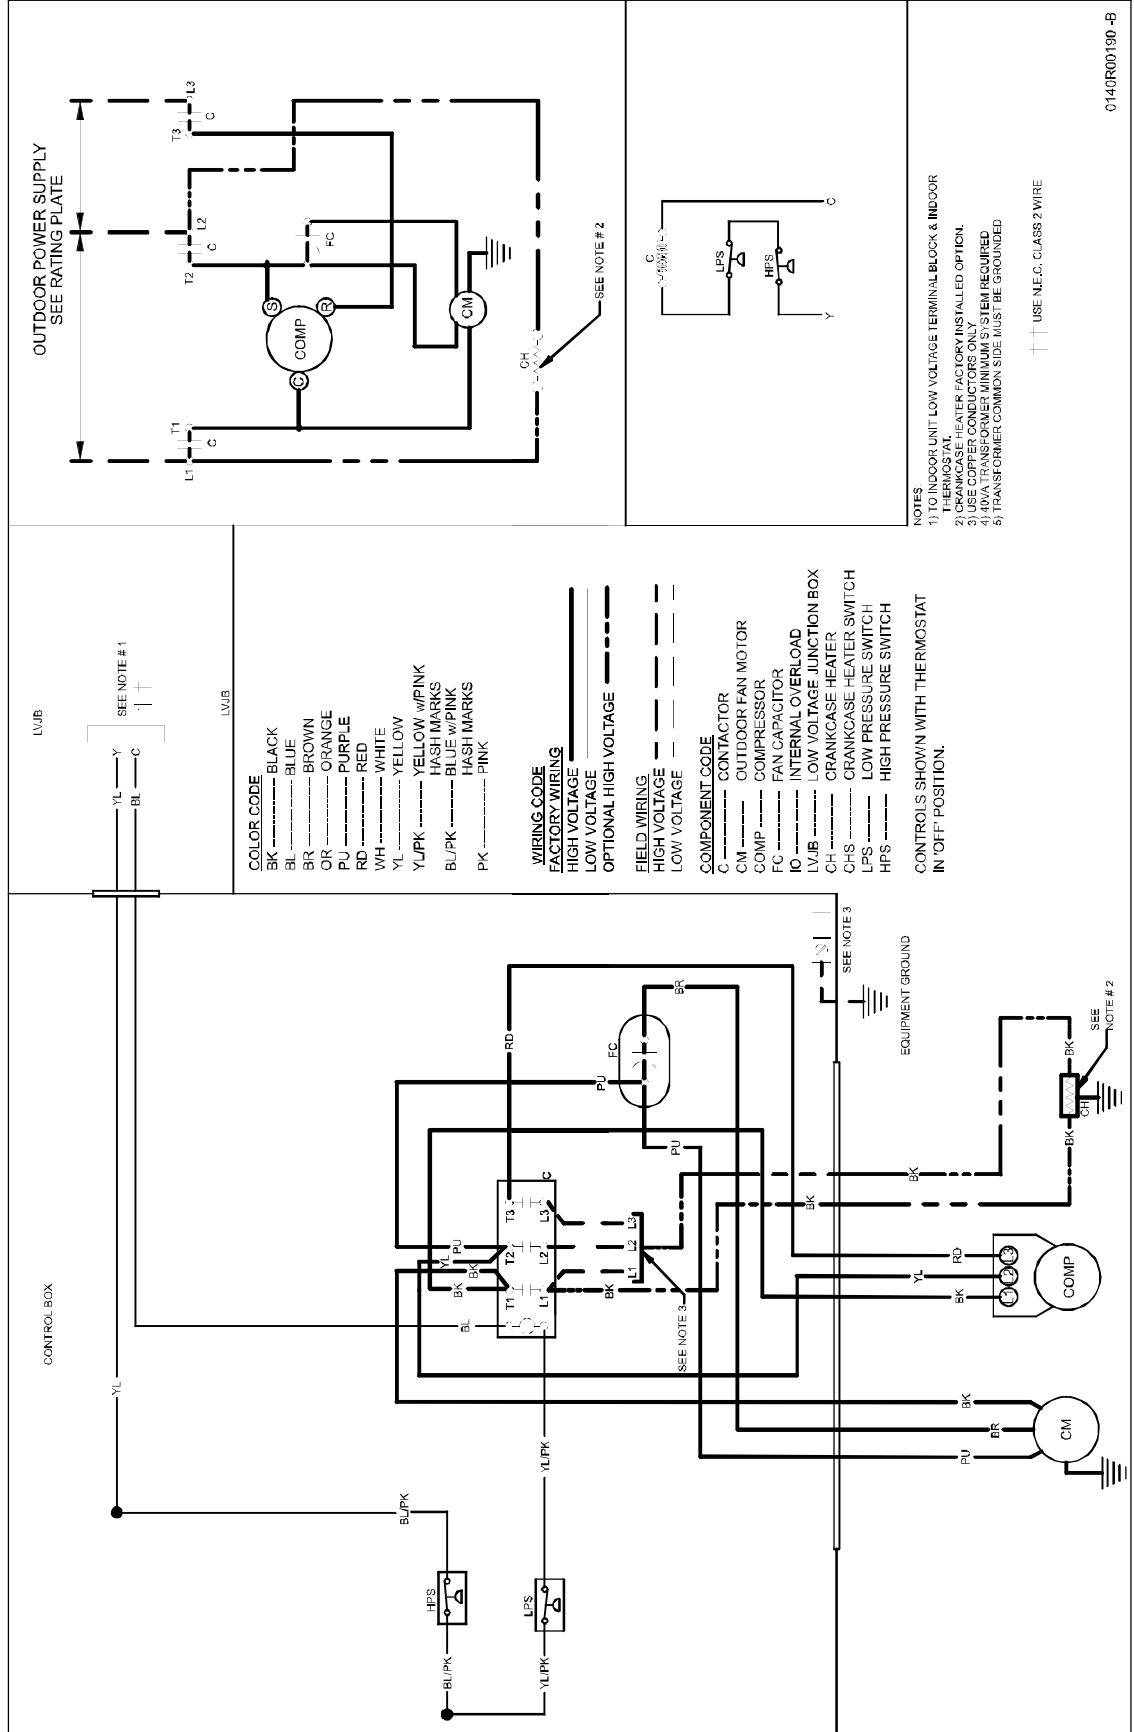 CONTROL BOX
YL
YL
Y
BL
C
SEE NOTE # 1
LVJB
LVJB
BL/PK
HPS
BL/PK
LPS
YL/PK
YL/PK
BL
BK
YL
PU
BK
T1
T2
T3
L1
L2
L3
C
BK
L1
L2
L3
SEE NOTE 3
RD
PU
FC
BR
PU
BK
BK
PU
BR
BK
CM
BK
YL
RD
L1
L2
L3
COMP
BK
BK
CH
SEE
NOTE # 2
SEE NOTE 3
EQUIPMENT GROUND
COLOR CODE
BK BLACK
BL BLUE
BR BROWN
OR ORANGE
PU PURPLE
RD RED
WH WHITE
YL YELLOW
YL/PK YELLOW w/PINK
HASH MARKS
BL/PK BLUE w/PINK
HASH MARKS
PK PINK
WIRING CODE
FACTORY WIRING
HIGH VOLTAGE
LOW VOLTAGE
OPTIONAL HIGH VOLTAGE
FIELD WIRING
HIGH VOLTAGE
LOW VOLTAGE
COMPONENT CODE
C CONTACTOR
CM OUTDOOR FAN MOTOR
COMP COMPRESSOR
FC FAN CAPACITOR
IO INTERNAL OVERLOAD
LVJB LOW VOLTAGE JUNCTION BOX
CH CRANKCASE HEATER
CHS CRANKCASE HEATER SWITCH
LPS LOW PRESSURE SWITCH
HPS HIGH PRESSURE SWITCH
CONTROLS SHOWN WITH THERMOSTAT
IN 'OFF' POSITION.
OUTDOOR POWER SUPPLY
SEE RATING PLATE
L1
T1
C
T2
L2
C
T3
L3
C
COMP
C
S
R
FC
CM
CH
SEE NOTE # 2
C
LPS
HPS
Y
C
NOTES:
1) TO INDOOR UNIT LOW VOLTAGE TERMINAL BLOCK & INDOOR
THERMOSTAT.
2) CRANKCASE HEATER FACTORY INSTALLED OPTION.
3) USE COPPER CONDUCTORS ONLY
4) 40VA TRANSFORMER MINIMUM SYSTEM REQUIRED
5) TRANSFORMER COMMON SIDE MUST BE GROUNDED
USE N.E.C. CLASS 2 WIRE
0140R00190 -B